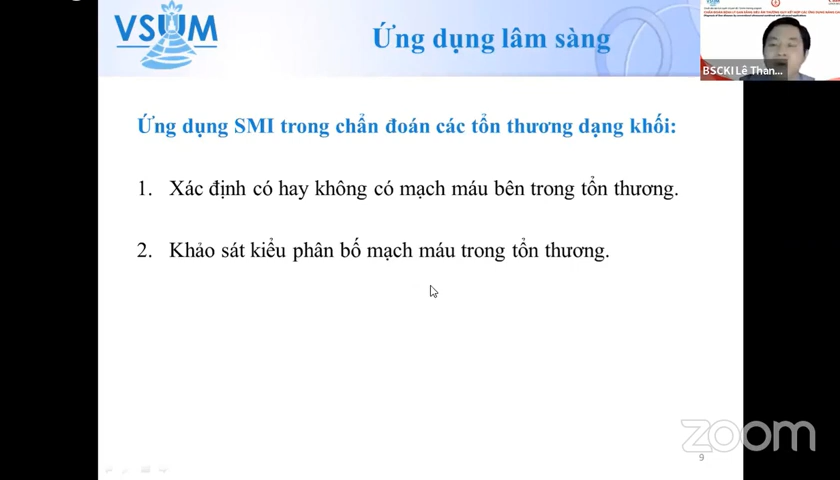 VSUM
Ứng dụng lâm sàng
BSCKI Lê Than...
Ứng dụng SMI trong chẩn đoán các tổn thương dạng khối:
1. Xác định có hay không có mạch máu bên trong tổn thương.
2. Khảo sát kiểu phân bố mạch máu trong tổn thương.
zoom
9